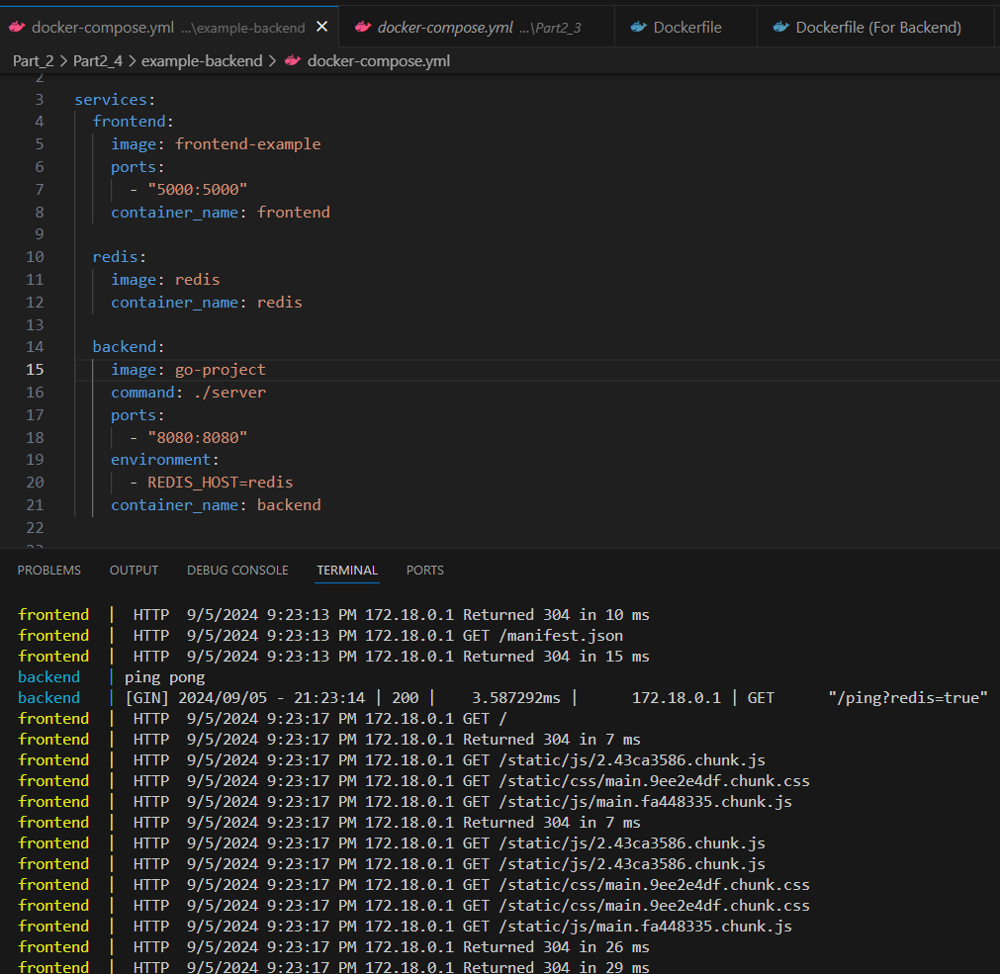 docker-compose.yml ...\example-backend
docker-compose.yml ...\Part2_3
Dockerfile
Dockerfile (For Backend)
Part_2 > Part2_4 > example-backend > docker-compose.yml
2
3 services:
4 frontend:
5 image: frontend-example
6 ports:
7 - "5000:5000"
8 container_name: frontend
9
10 redis:
11 image: redis
12 container_name: redis
13
14 backend:
15 image: go-project
16 command: ./server
17 ports:
18 - "8080:8080"
19 environment:
20 - REDIS_HOST=redis
21 container_name: backend
22
23
PROBLEMS OUTPUT DEBUG CONSOLE TERMINAL PORTS
frontend | HTTP 9/5/2024 9:23:13 PM 172.18.0.1 Returned 304 in 10 ms
frontend | HTTP 9/5/2024 9:23:13 PM 172.18.0.1 GET /manifest.json
frontend | HTTP 9/5/2024 9:23:13 PM 172.18.0.1 Returned 304 in 15 ms
backend | ping pong
backend | [GIN] 2024/09/05 - 21:23:14 | 200 | 3.587292ms | 172.18.0.1 | GET "/ping?redis=true"
frontend | HTTP 9/5/2024 9:23:17 PM 172.18.0.1 GET /
frontend | HTTP 9/5/2024 9:23:17 PM 172.18.0.1 Returned 304 in 7 ms
frontend | HTTP 9/5/2024 9:23:17 PM 172.18.0.1 GET /static/js/2.43ca3586.chunk.js
frontend | HTTP 9/5/2024 9:23:17 PM 172.18.0.1 GET /static/css/main.9ee2e4df.chunk.css
frontend | HTTP 9/5/2024 9:23:17 PM 172.18.0.1 GET /static/js/main.fa448335.chunk.js
frontend | HTTP 9/5/2024 9:23:17 PM 172.18.0.1 Returned 304 in 7 ms
frontend | HTTP 9/5/2024 9:23:17 PM 172.18.0.1 GET /static/js/2.43ca3586.chunk.js
frontend | HTTP 9/5/2024 9:23:17 PM 172.18.0.1 GET /static/js/2.43ca3586.chunk.js
frontend | HTTP 9/5/2024 9:23:17 PM 172.18.0.1 GET /static/css/main.9ee2e4df.chunk.css
frontend | HTTP 9/5/2024 9:23:17 PM 172.18.0.1 GET /static/css/main.9ee2e4df.chunk.css
frontend | HTTP 9/5/2024 9:23:17 PM 172.18.0.1 GET /static/js/main.fa448335.chunk.js
frontend | HTTP 9/5/2024 9:23:17 PM 172.18.0.1 Returned 304 in 26 ms
frontend | HTTP 9/5/2024 9:23:17 PM 172.18.0.1 Returned 304 in 29 ms